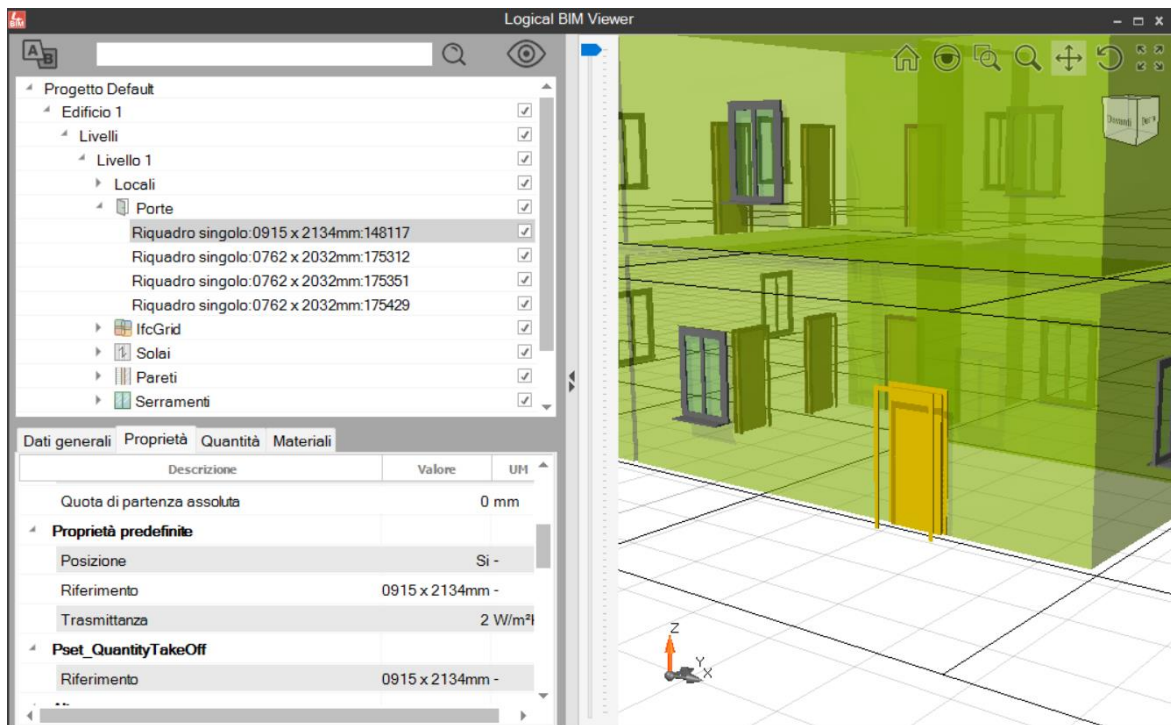 BIM
Logical BIM Viewer
A B
Progetto Default
Edificio 1
Livelli
Livello 1
Locali
Porte
Riquadro singolo:0915 x 2134mm:148117
Riquadro singolo:0762 x 2032mm:175312
Riquadro singolo:0762 x 2032mm:175351
Riquadro singolo:0762 x 2032mm:175429
IfcGrid
Solai
Pareti
Serramenti
Dati generali Proprietà Quantità Materiali
Descrizione Valore UM
Quota di partenza assoluta 0 mm
Proprietà predefinite
Posizione Si -
Riferimento 0915 x 2134mm -
Trasmittanza 2 W/m²
Pset_QuantityTakeOff
Riferimento 0915 x 2134mm -
Z
Y
X